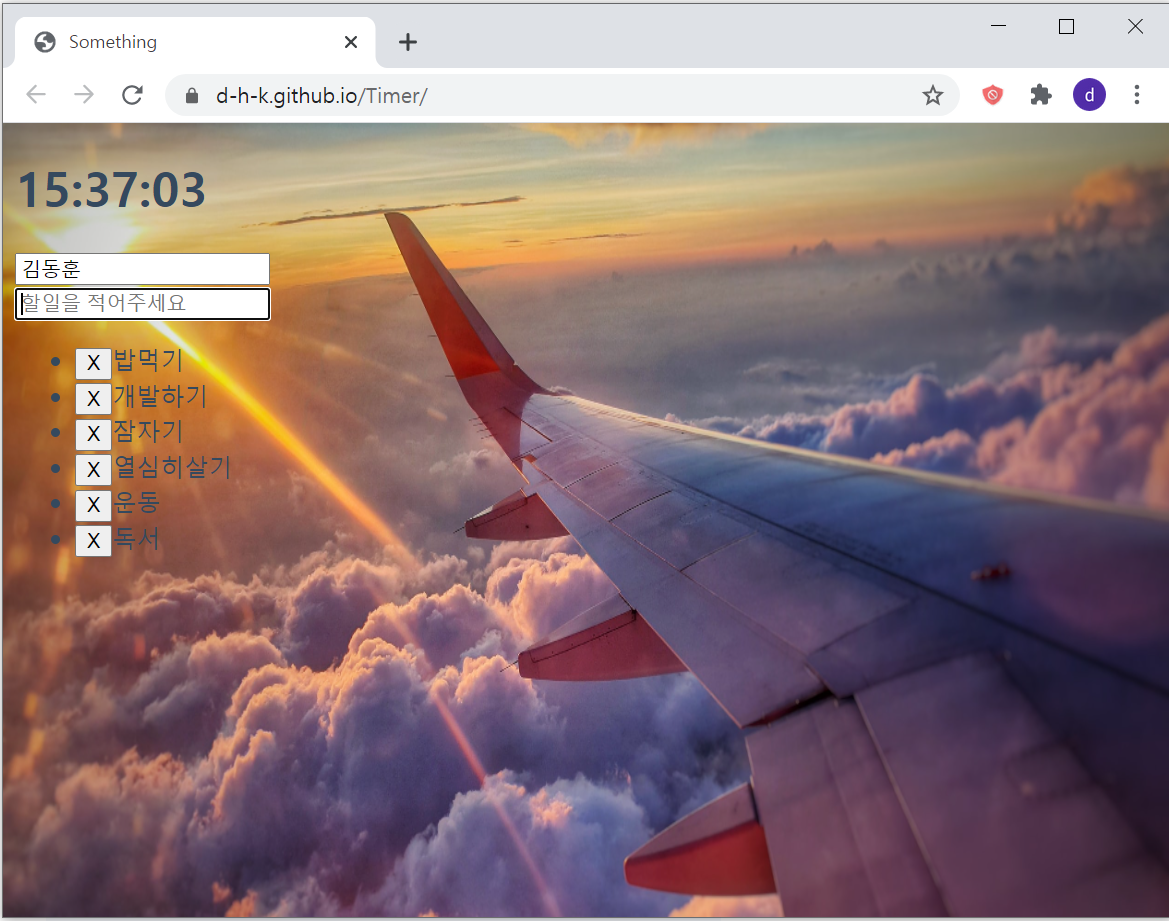 Something
d-h-k.github.io/Timer/
d
15:37:03
김동훈
할일을 적어주세요
X 밥먹기
X 개발하기
X 잠자기
X 열심히살기
X 운동
X 독서